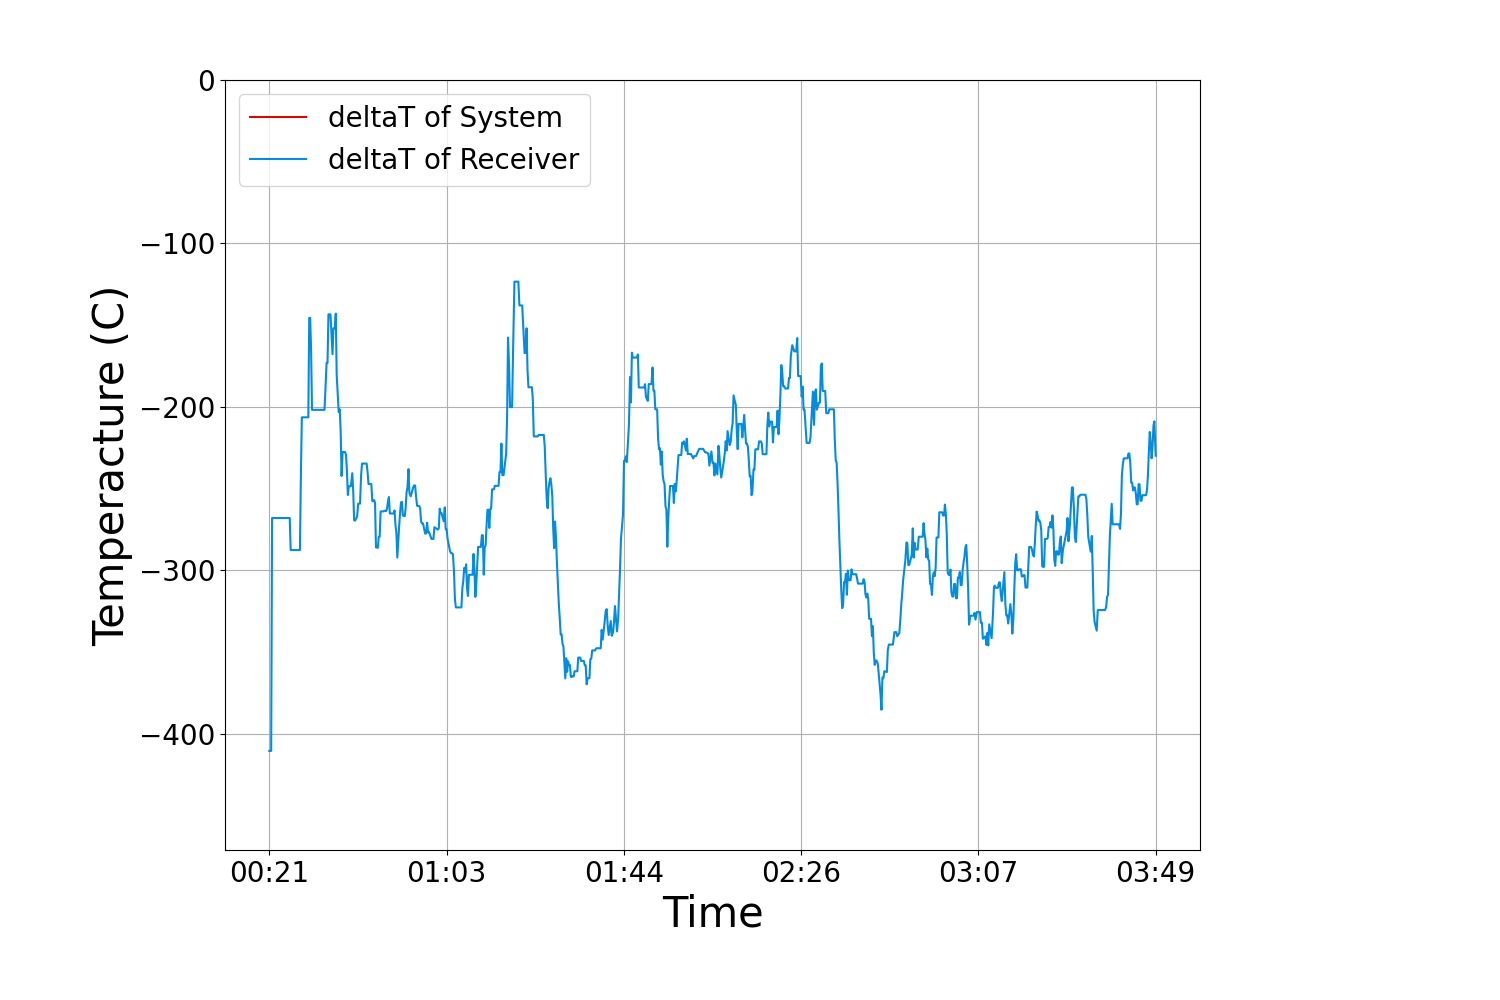 0
deltaT of System
deltaT of Receiver
−100
−200
−300
−400
Temperacture (C)
00:21 01:03 01:44 02:26 03:07 03:49
Time